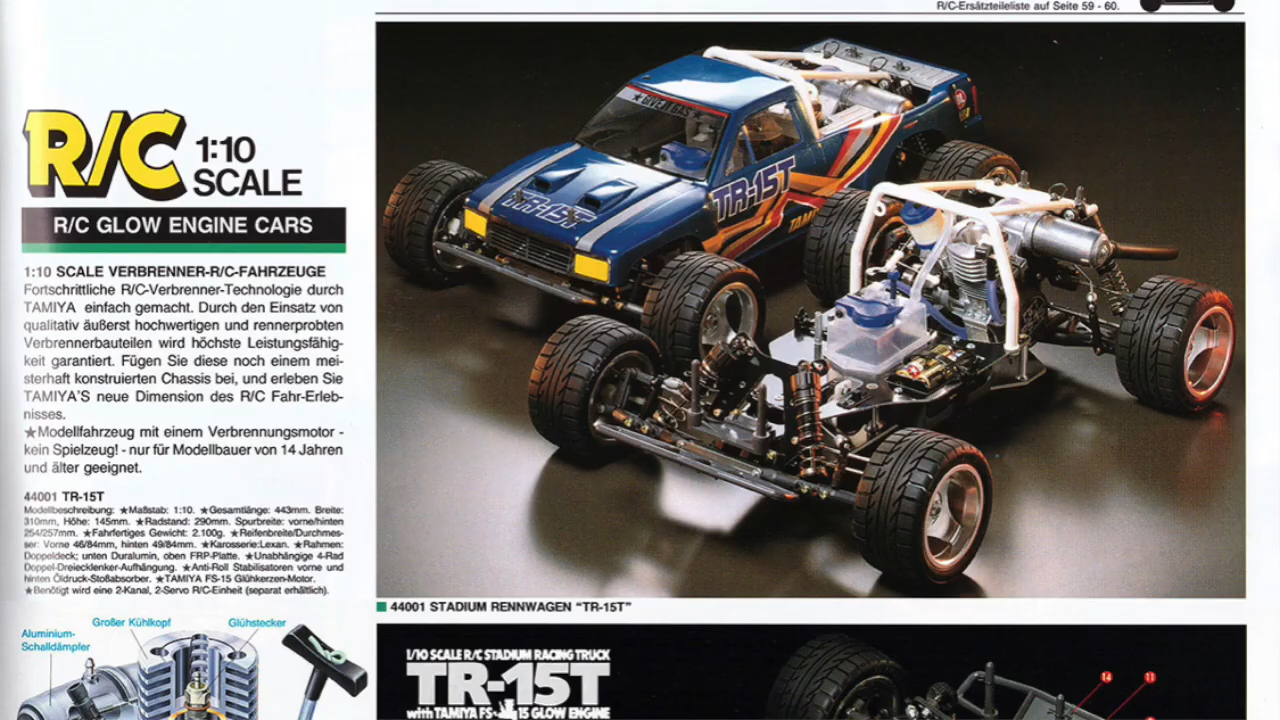 R/C-Ersätzteileliste auf Seite 59 - 60.
R/C 1:10
SCALE
R/C GLOW ENGINE CARS
1:10 SCALE VERBRENNER-R/C-FAHRZEUGE
Fortschrittliche R/C-Verbrenner-Technologie durch
TAMIYA einfach gemacht. Durch den Einsatz von
qualitativ äußerst hochwertigen und rennerprobten
Verbrennerbauteilen wird höchste Leistungsfähig-
keit garantiert. Fügen Sie diese noch einem mei-
sterhaft konstruierten Chassis bei, und erleben Sie
TAMIYA'S neue Dimension des R/C Fahr-Erleb-
nisses.
★Modellfahrzeug mit einem Verbrennungsmotor -
kein Spielzeug! - nur für Modellbauer von 14 Jahren
und älter geeignet.
44001 TR-15T
Modellbeschreibung: ★Maßstab: 1:10. ★Gesamtlänge: 443mm. Breite:
310mm, Höhe: 145mm. ★Radstand: 290mm. Spurbreite: vorne/hinten
254/257mm. ★Fahrfertiges Gewicht: 2.100g. ★Reifenbreite/Durchmes-
ser: Vorne 46/84mm, hinten 49/84mm. ★Karosserie:Lexan. ★Rahmen:
Doppeldeck; unten Duralumin, oben FRP-Platte. ★Unabhängige 4-Rad
Doppel-Dreiecklenker-Aufhängung. ★Anti-Roll Stabilisatoren vorne und
hinten Öldruck-Stoßabsorber. ★TAMIYA FS-15 Glühkerzen-Motor.
★Benötigt wird eine 2-Kanal, 2-Servo R/C-Einheit (separat erhältlich).
Großer Kühlkopf
Glühstecker
Aluminium-
Schalldämpfer
★GIVE'N GAS★
TR-15T
TR-15T
TAMIYA
44001 STADIUM RENNWAGEN "TR-15T"
1/10 SCALE R/C STADIUM RACING TRUCK
TR-15T
with TAMIYA FS-15 GLOW ENGINE
14
11